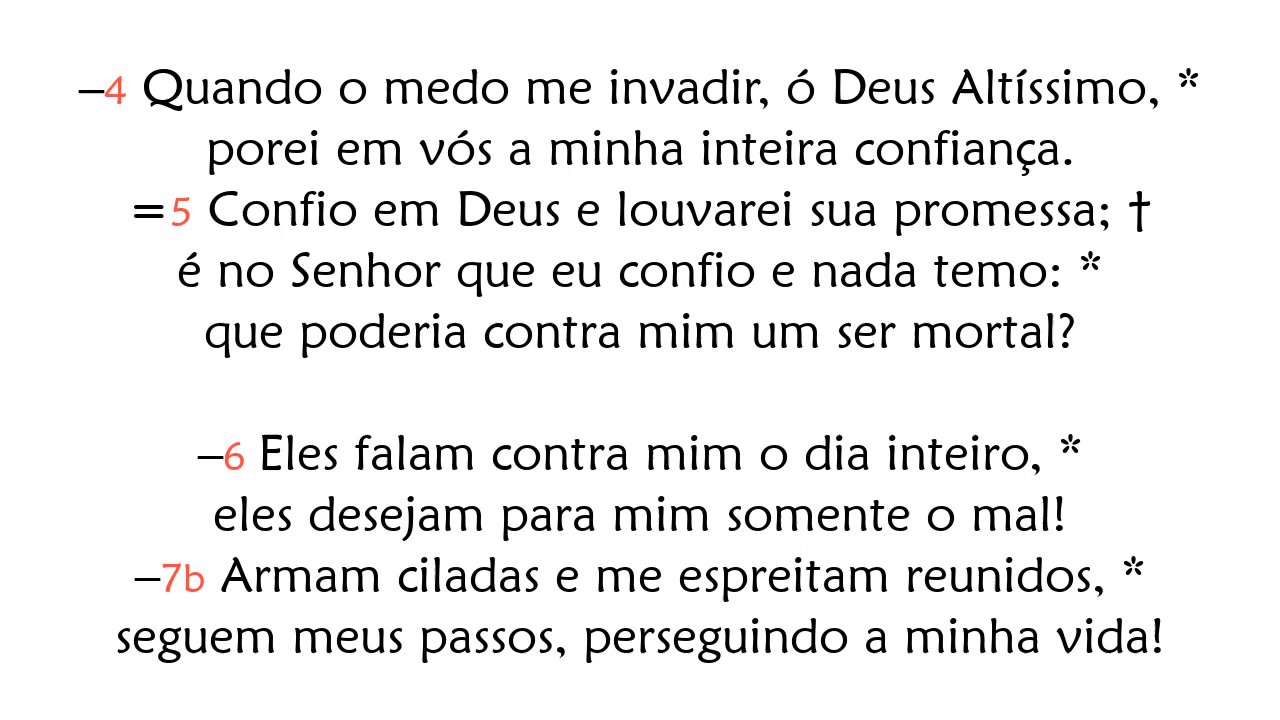 –4 Quando o medo me invadir, ó Deus Altíssimo, *
porei em vós a minha inteira confiança.
=5 Confio em Deus e louvarei sua promessa; †
é no Senhor que eu confio e nada temo: *
que poderia contra mim um ser mortal?
–6 Eles falam contra mim o dia inteiro, *
eles desejam para mim somente o mal!
–7b Armam ciladas e me espreitam reunidos, *
seguem meus passos, perseguindo a minha vida!